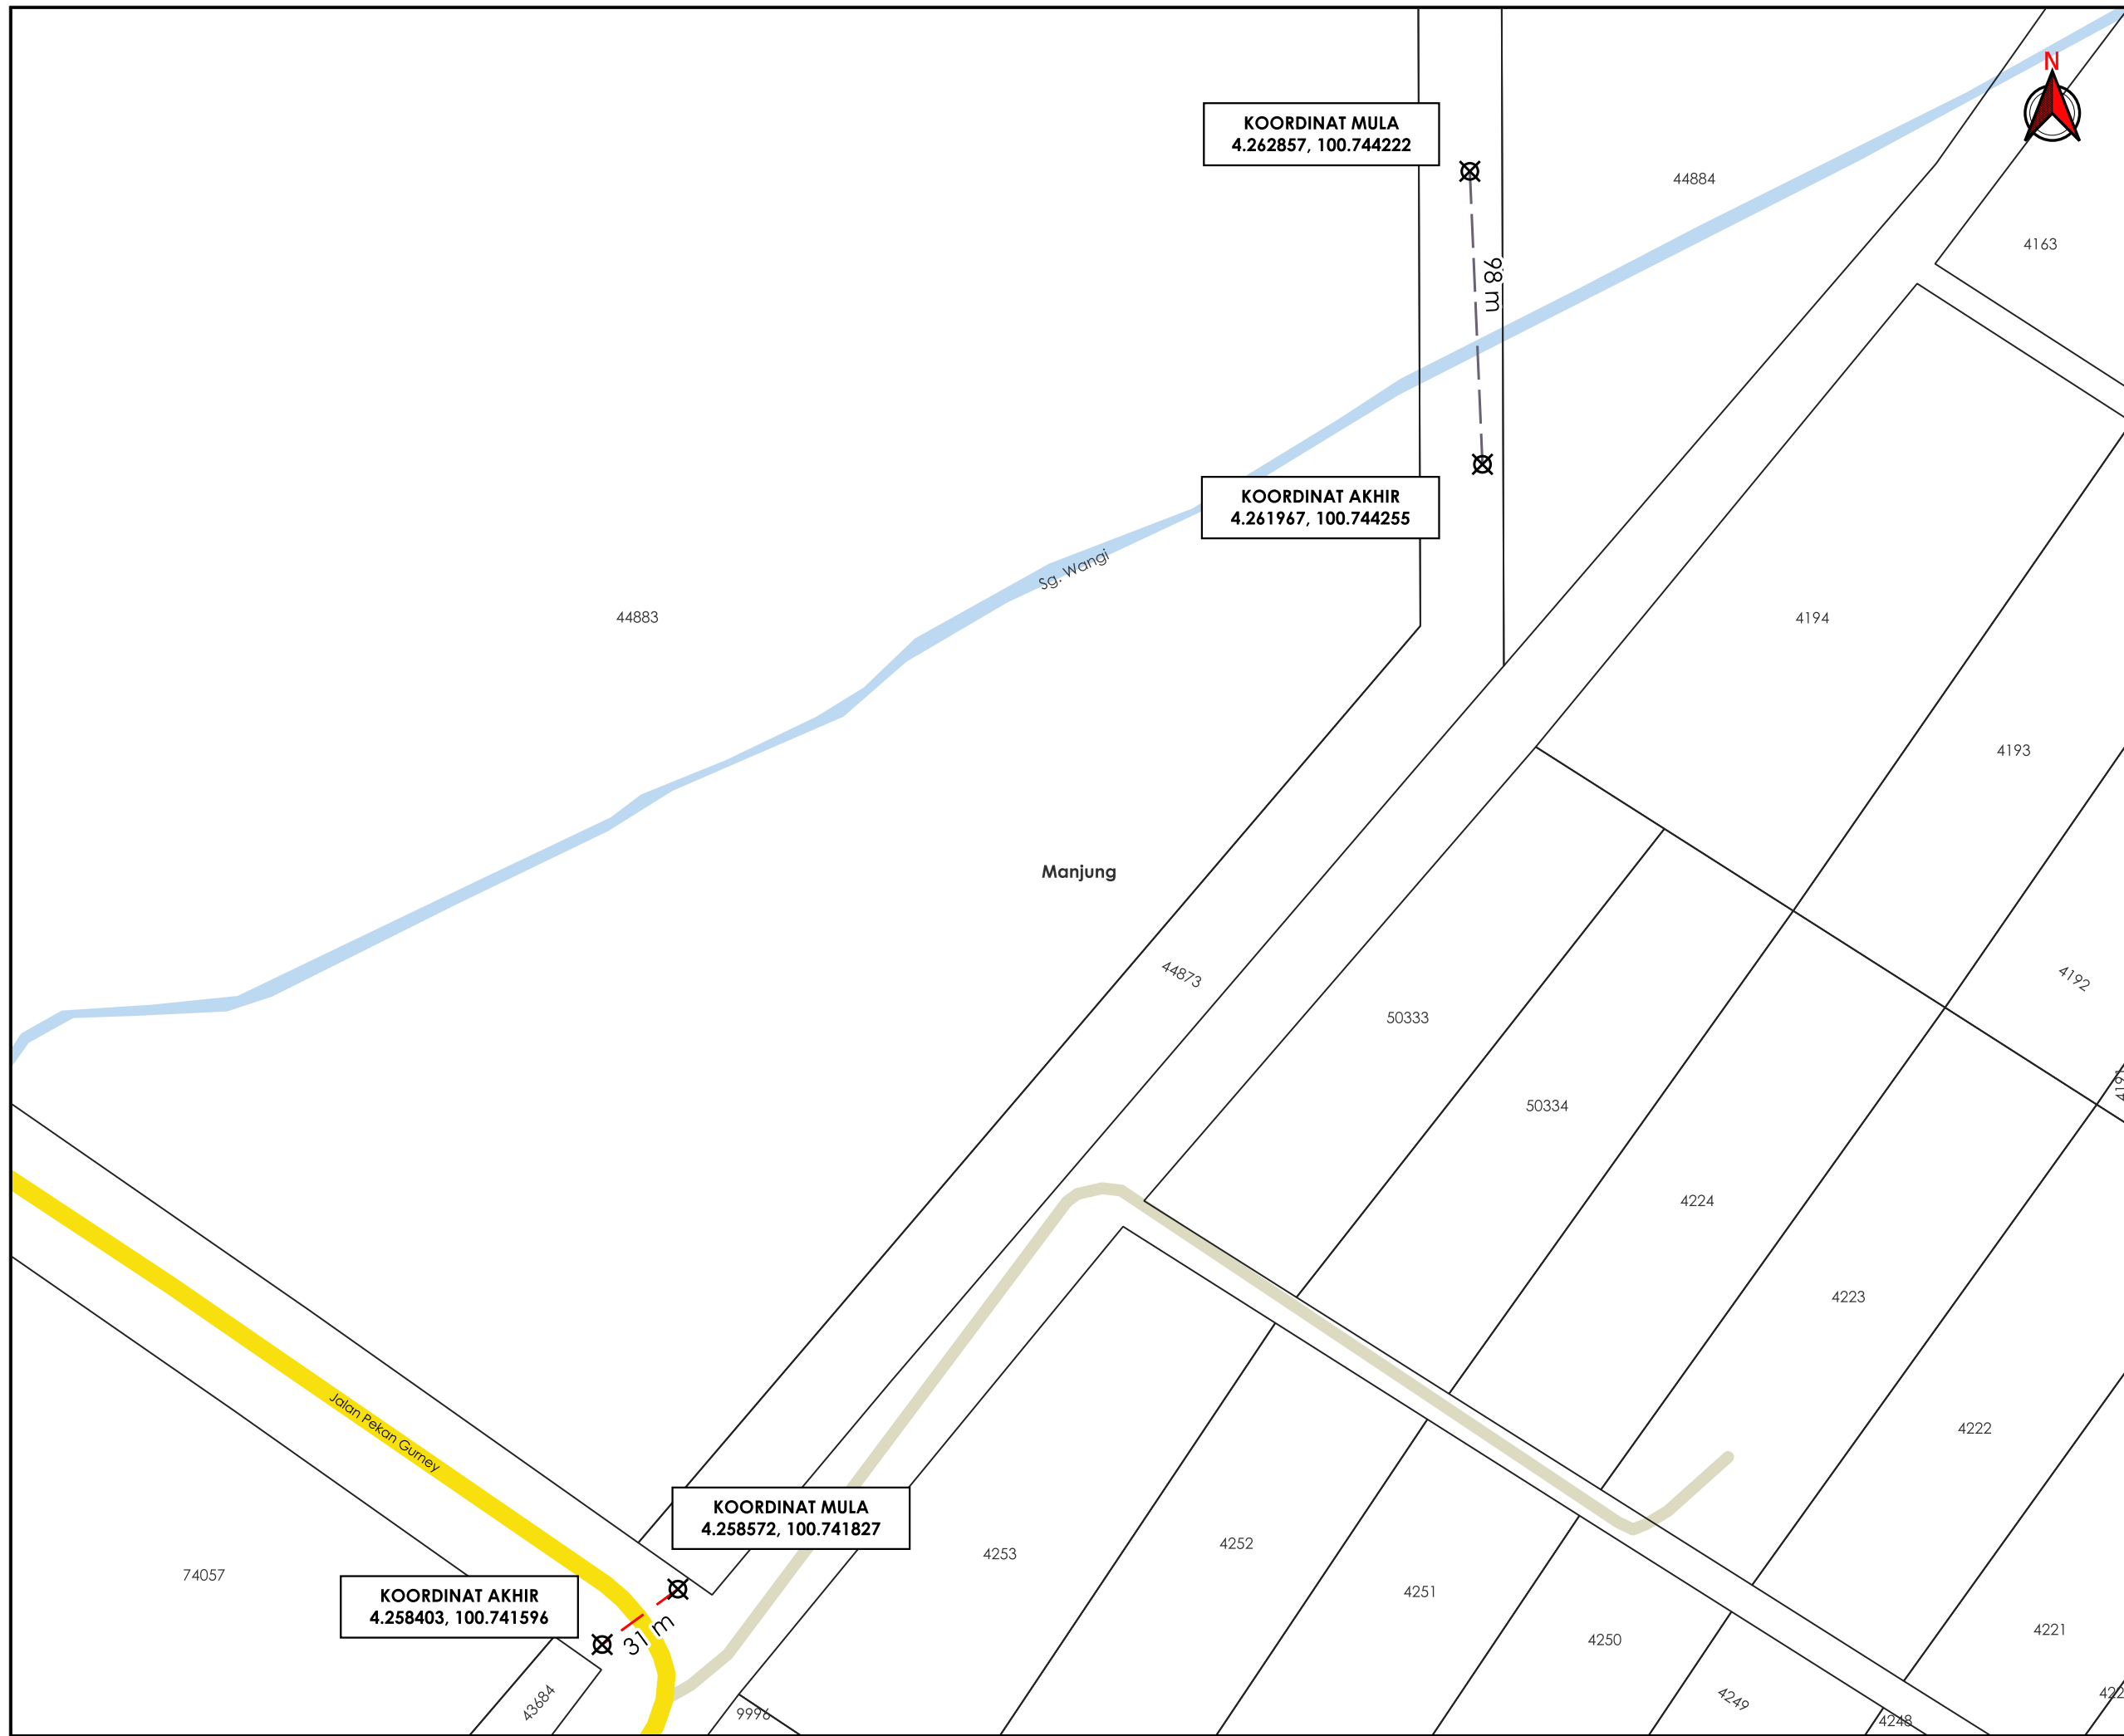 N
KOORDINAT MULA
4.262857, 100.744222
44884
4163
98 m
KOORDINAT AKHIR
4.261967, 100.744255
Sg. Wangi
44883
4194
4193
Manjung
44873
4192
50333
4191
50334
4224
4223
Jalan Pekan Gurney
4222
KOORDINAT MULA
4.258572, 100.741827
4253
4252
74057
4251
KOORDINAT AKHIR
4.258403, 100.741596
31 m
4250
4221
43684
4249
422
9996
4248